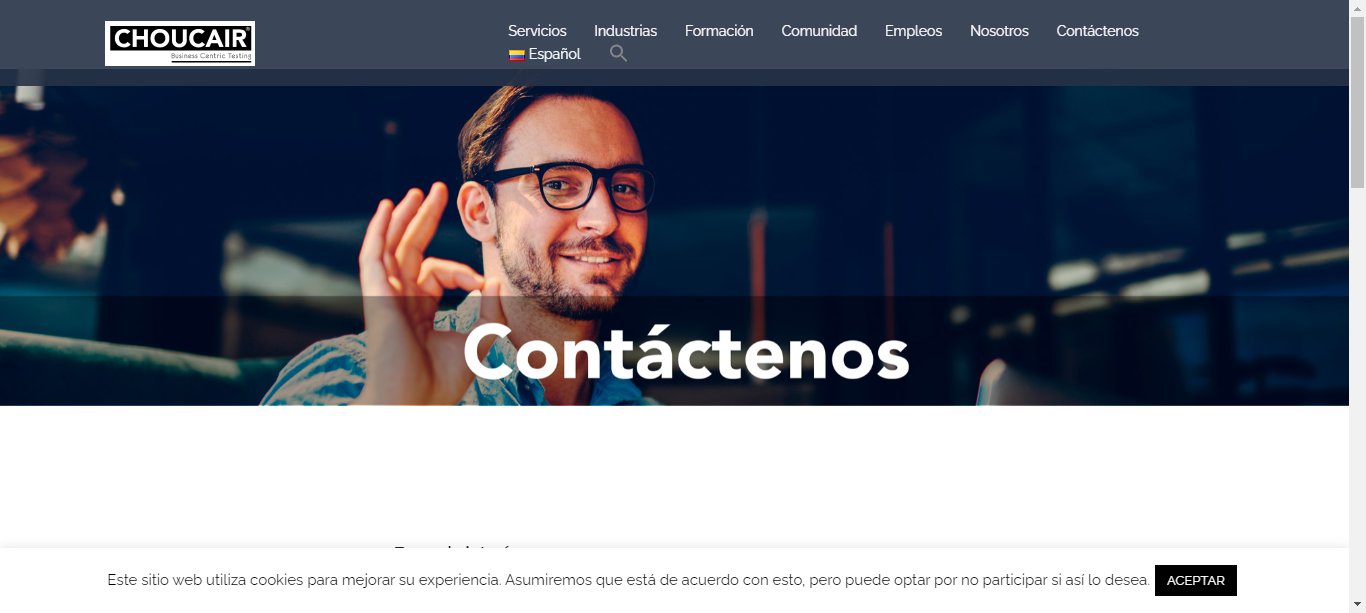 CHOUCAIR
Business Centric Testing
Servicios Industrias Formación Comunidad Empleos Nosotros Contáctenos
Español
Contáctenos
Este sitio web utiliza cookies para mejorar su experiencia. Asumiremos que está de acuerdo con esto, pero puede optar por no participar si así lo desea. ACEPTAR